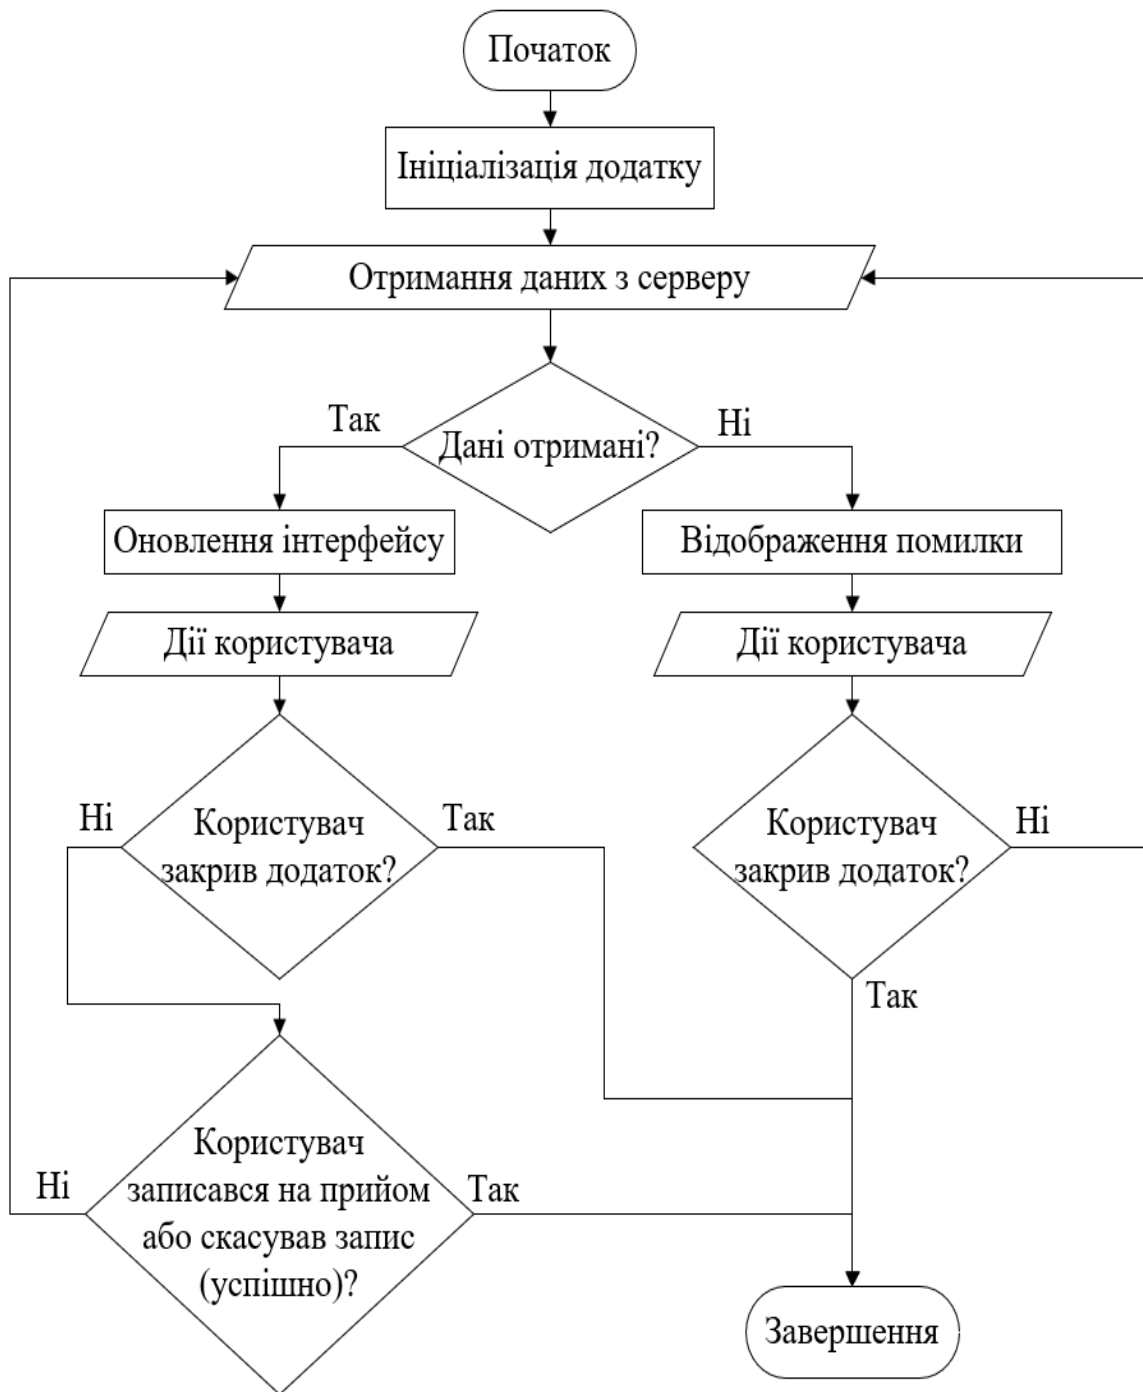 Початок
Ініціалізація додатку
Отримання даних з серверу
Дані отримані?
Так
Ні
Оновлення інтерфейсу
Відображення помилки
Дії користувача
Дії користувача
Ні
Користувач
закрив додаток?
Так
Користувач
закрив додаток?
Ні
Так
Ні
Користувач
записався на прийом
або скасував запис
(успішно)?
Так
Завершення